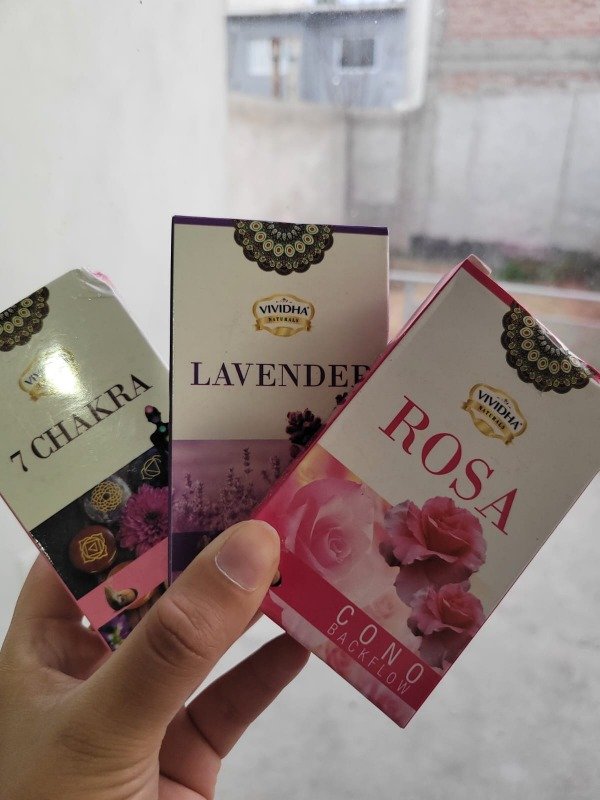 VIVIDHA
7 CHAKRA
VIVIDHA
NATURALS
LAVENDER
VIVIDHA
NATURALS
ROSA
CONO
BACKFLOW